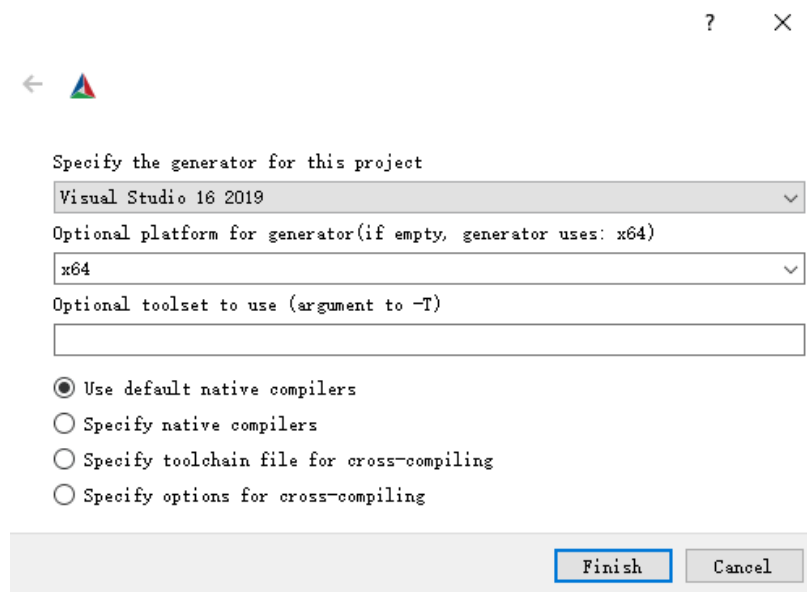 ?
Specify the generator for this project
Visual Studio 16 2019
Optional platform for generator(if empty, generator uses: x64)
x64
Optional toolset to use (argument to -T)
Use default native compilers
Specify native compilers
Specify toolchain file for cross-compiling
Specify options for cross-compiling
Finish Cancel